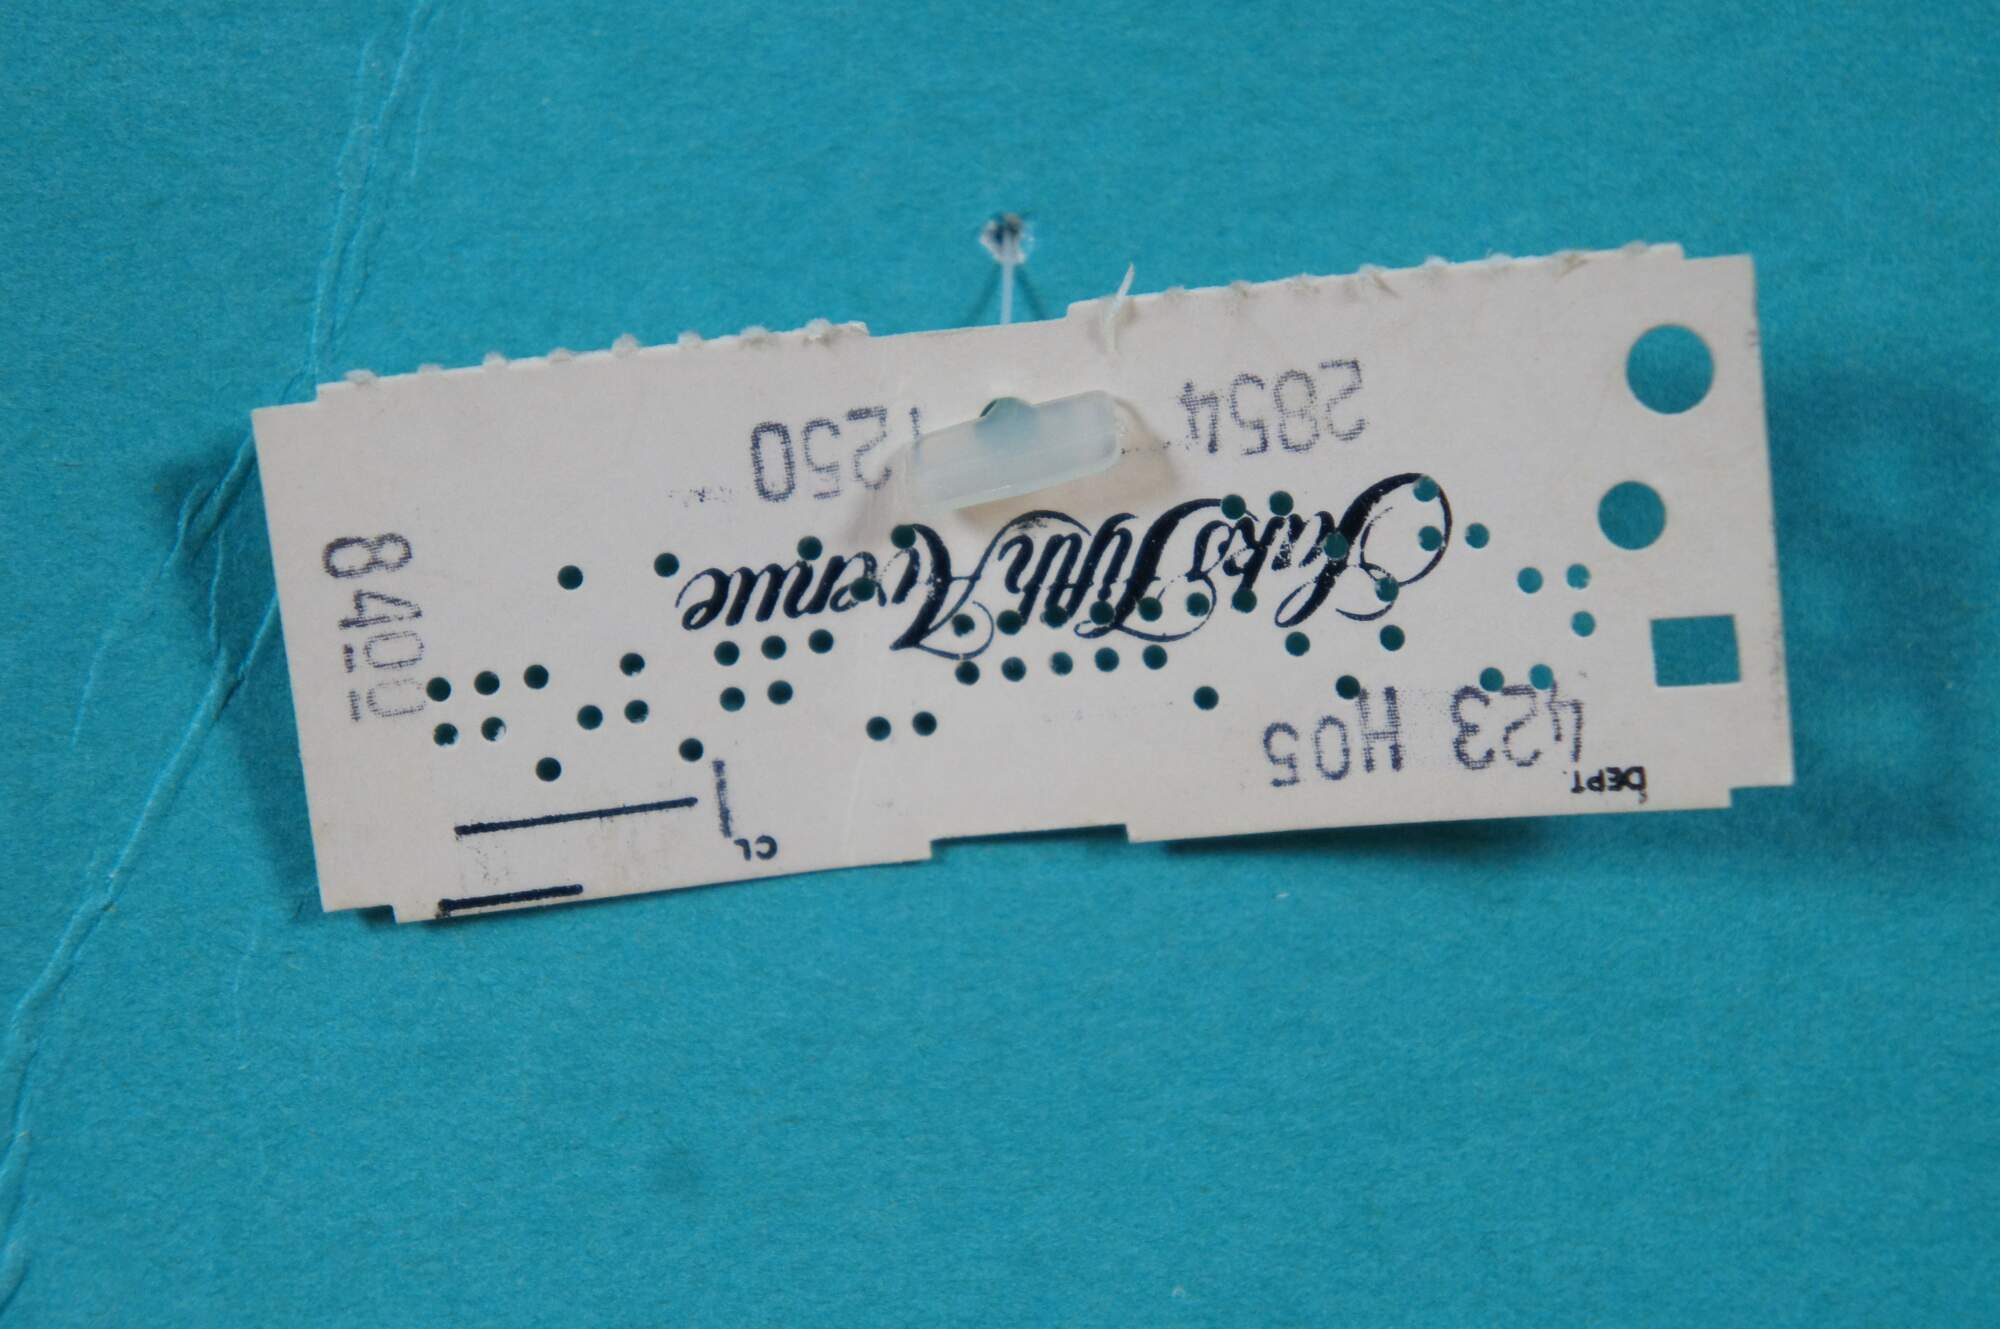 DEPT.
423 H05
CL
Saks Fifth Avenue
2854
1250
8400